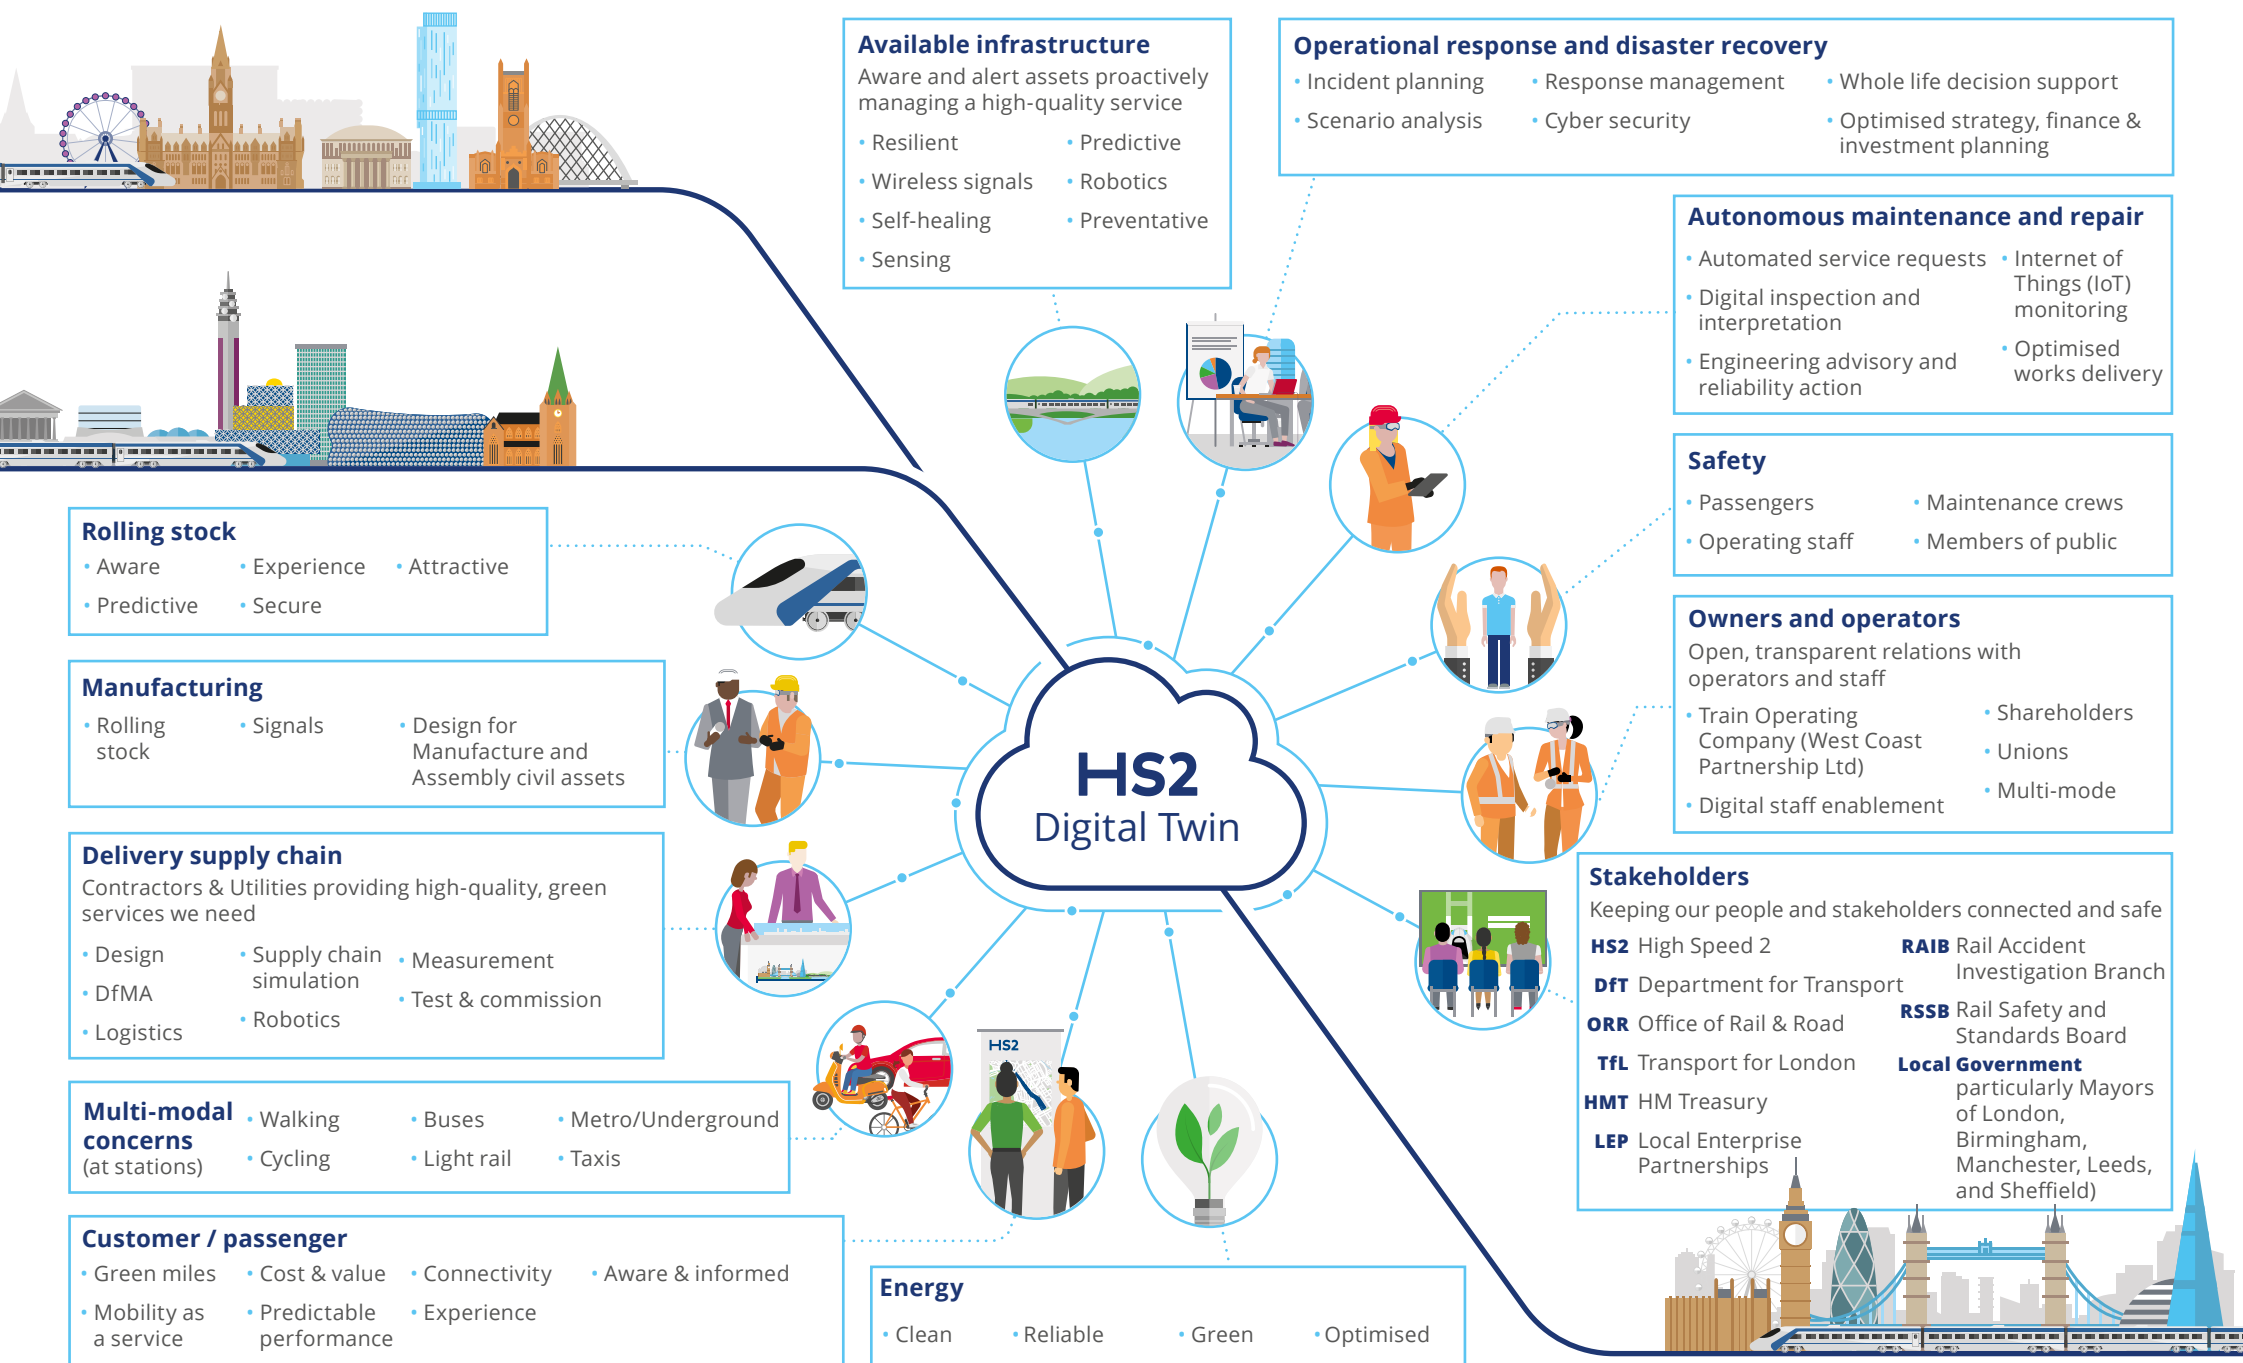 Available infrastructure
Aware and alert assets proactively
managing a high-quality service
• Resilient
• Wireless signals
• Self-healing
• Sensing
• Predictive
• Robotics
• Preventative
Operational response and disaster recovery
• Incident planning
• Scenario analysis
• Response management
• Cyber security
• Whole life decision support
• Optimised strategy, finance &
investment planning
Autonomous maintenance and repair
• Automated service requests
• Digital inspection and
interpretation
• Engineering advisory and
reliability action
• Internet of
Things (IoT)
monitoring
• Optimised
works delivery
Safety
• Passengers
• Operating staff
• Maintenance crews
• Members of public
Rolling stock
• Aware
• Predictive
• Experience
• Secure
• Attractive
Owners and operators
Open, transparent relations with
operators and staff
• Train Operating
Company (West Coast
Partnership Ltd)
• Digital staff enablement
• Shareholders
• Unions
• Multi-mode
Manufacturing
• Rolling
stock
• Signals
• Design for
Manufacture and
Assembly civil assets
HS2
Digital Twin
Delivery supply chain
Contractors & Utilities providing high-quality, green
services we need
• Design
• DfMA
• Logistics
• Supply chain
simulation
• Robotics
• Measurement
• Test & commission
Stakeholders
Keeping our people and stakeholders connected and safe
HS2 High Speed 2
DfT Department for Transport
ORR Office of Rail & Road
TfL Transport for London
HMT HM Treasury
LEP Local Enterprise
Partnerships
RAIB Rail Accident
Investigation Branch
RSSB Rail Safety and
Standards Board
Local Government
particularly Mayors
of London,
Birmingham,
Manchester, Leeds,
and Sheffield)
HS2
Multi-modal
concerns
(at stations)
• Walking
• Cycling
• Buses
• Light rail
• Metro/Underground
• Taxis
Customer / passenger
• Green miles
• Mobility as
a service
• Cost & value
• Predictable
performance
• Connectivity
• Experience
• Aware & informed
Energy
• Clean
• Reliable
• Green
• Optimised